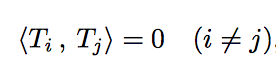 ⟨T_i , T_j⟩ = 0 (i ≠ j).